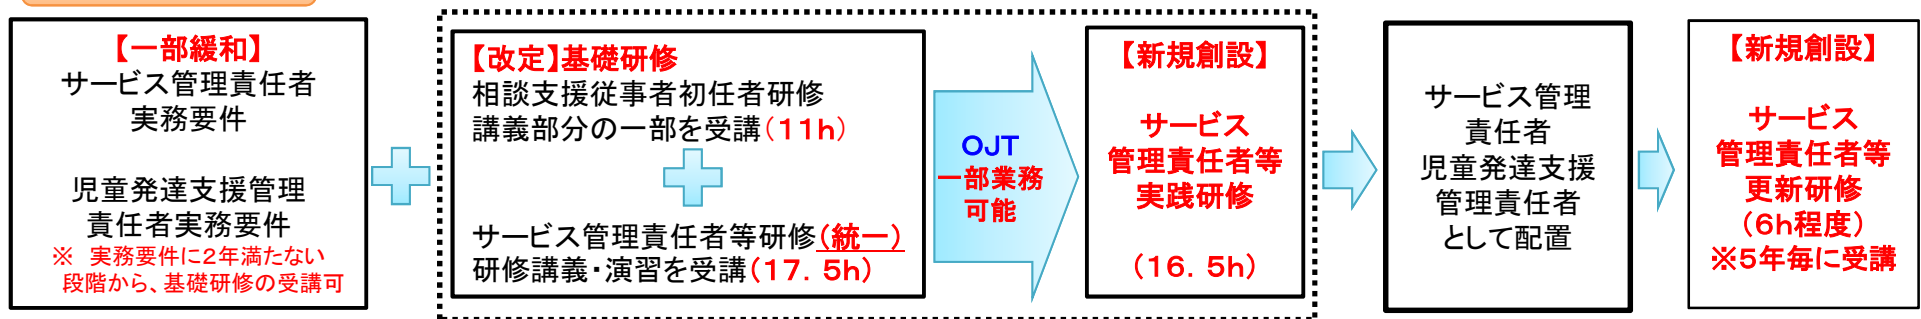 【一部緩和】
サービス管理責任者
実務要件
児童発達支援管理
責任者実務要件
※ 実務要件に2年満たない
段階から、基礎研修の受講可
【改定】基礎研修
相談支援従事者初任者研修
講義部分の一部を受講（11h）
サービス管理責任者等研修（統一）
研修講義・演習を受講（17．5h）
OJT
一部業務
可能
【新規創設】
サービス
管理責任者等
実践研修
（16．5h）
サービス管理
責任者
児童発達支援
管理責任者
として配置
【新規創設】
サービス
管理責任者等
更新研修
（6h程度）
※5年毎に受講